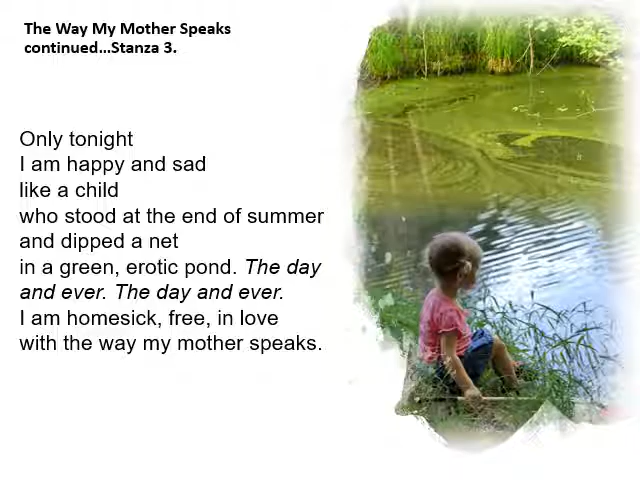 The Way My Mother Speaks
continued…Stanza 3.
Only tonight
I am happy and sad
like a child
who stood at the end of summer
and dipped a net
in a green, erotic pond. The day
and ever. The day and ever.
I am homesick, free, in love
with the way my mother speaks.